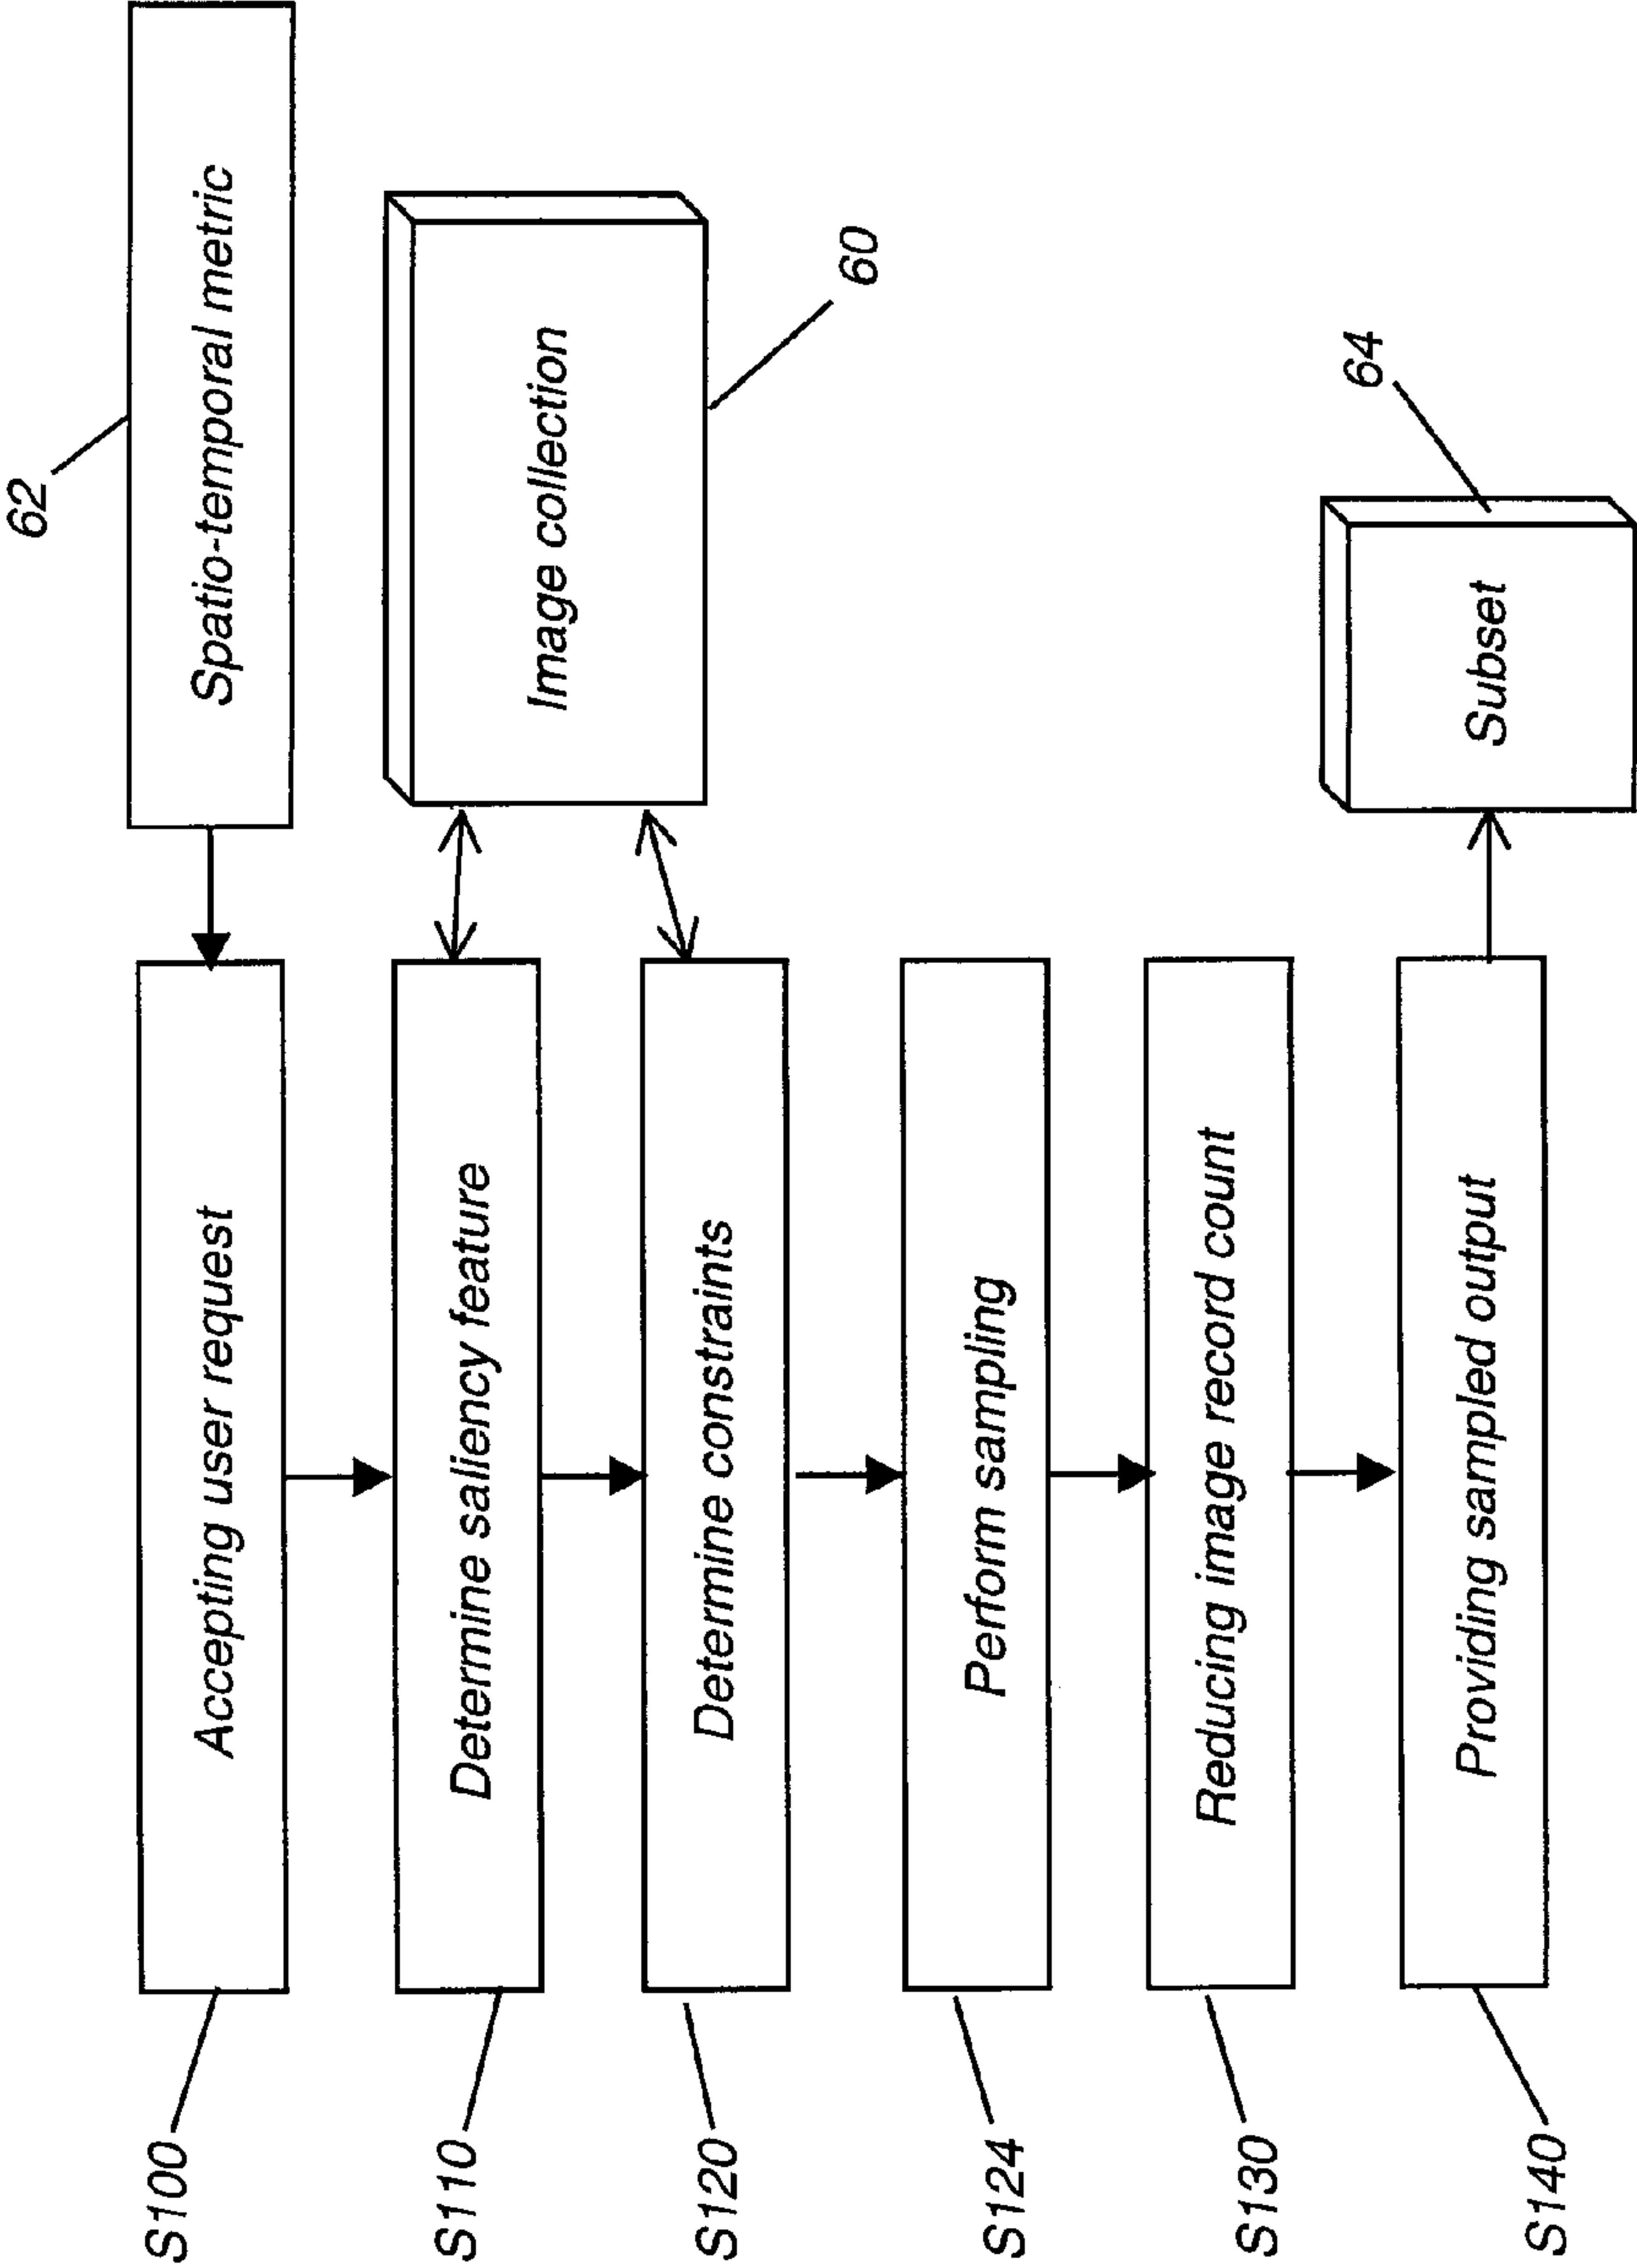 62
Spatio-temporal metric
S100
Accepting user request
S110
Determine saliency feature
Image collection
60
S120
Determine constraints
S124
Perform sampling
S130
Reducing image record count
S140
Providing sampled output
Subset
64